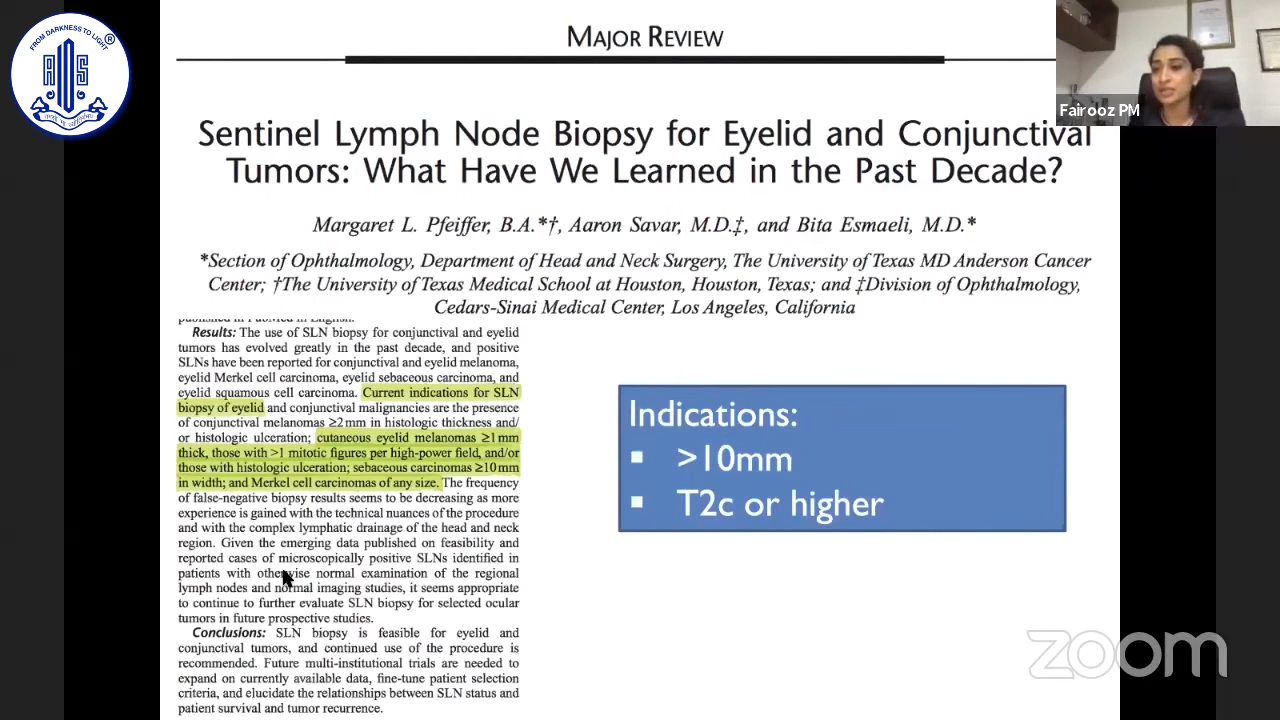 FROM DARKNESS TO LIGHT
®
AIOS
MAJOR REVIEW
Fairooz PM
Sentinel Lymph Node Biopsy for Eyelid and Conjunctival
Tumors: What Have We Learned in the Past Decade?
Margaret L. Pfeiffer, B.A.*†, Aaron Savar, M.D.‡, and Bita Esmaeli, M.D.*
*Section of Ophthalmology, Department of Head and Neck Surgery, The University of Texas MD Anderson Cancer
Center; †The University of Texas Medical School at Houston, Houston, Texas; and ‡Division of Ophthalmology,
Cedars-Sinai Medical Center, Los Angeles, California
published in PubMed in English.
Results: The use of SLN biopsy for conjunctival and eyelid
tumors has evolved greatly in the past decade, and positive
SLNs have been reported for conjunctival and eyelid melanoma,
eyelid Merkel cell carcinoma, eyelid sebaceous carcinoma, and
eyelid squamous cell carcinoma. Current indications for SLN
biopsy of eyelid and conjunctival malignancies are the presence
of conjunctival melanomas ≥2 mm in histologic thickness and/
or histologic ulceration; cutaneous eyelid melanomas ≥1 mm
thick, those with >1 mitotic figures per high-power field, and/or
those with histologic ulceration; sebaceous carcinomas ≥10 mm
in width; and Merkel cell carcinomas of any size. The frequency
of false-negative biopsy results seems to be decreasing as more
experience is gained with the technical nuances of the procedure
and with the complex lymphatic drainage of the head and neck
region. Given the emerging data published on feasibility and
reported cases of microscopically positive SLNs identified in
patients with otherwise normal examination of the regional
lymph nodes and normal imaging studies, it seems appropriate
to continue to further evaluate SLN biopsy for selected ocular
tumors in future prospective studies.
Conclusions: SLN biopsy is feasible for eyelid and
conjunctival tumors, and continued use of the procedure is
recommended. Future multi-institutional trials are needed to
expand on currently available data, fine-tune patient selection
criteria, and elucidate the relationships between SLN status and
patient survival and tumor recurrence.
Indications:
▪ >10mm
▪ T2c or higher
zoom